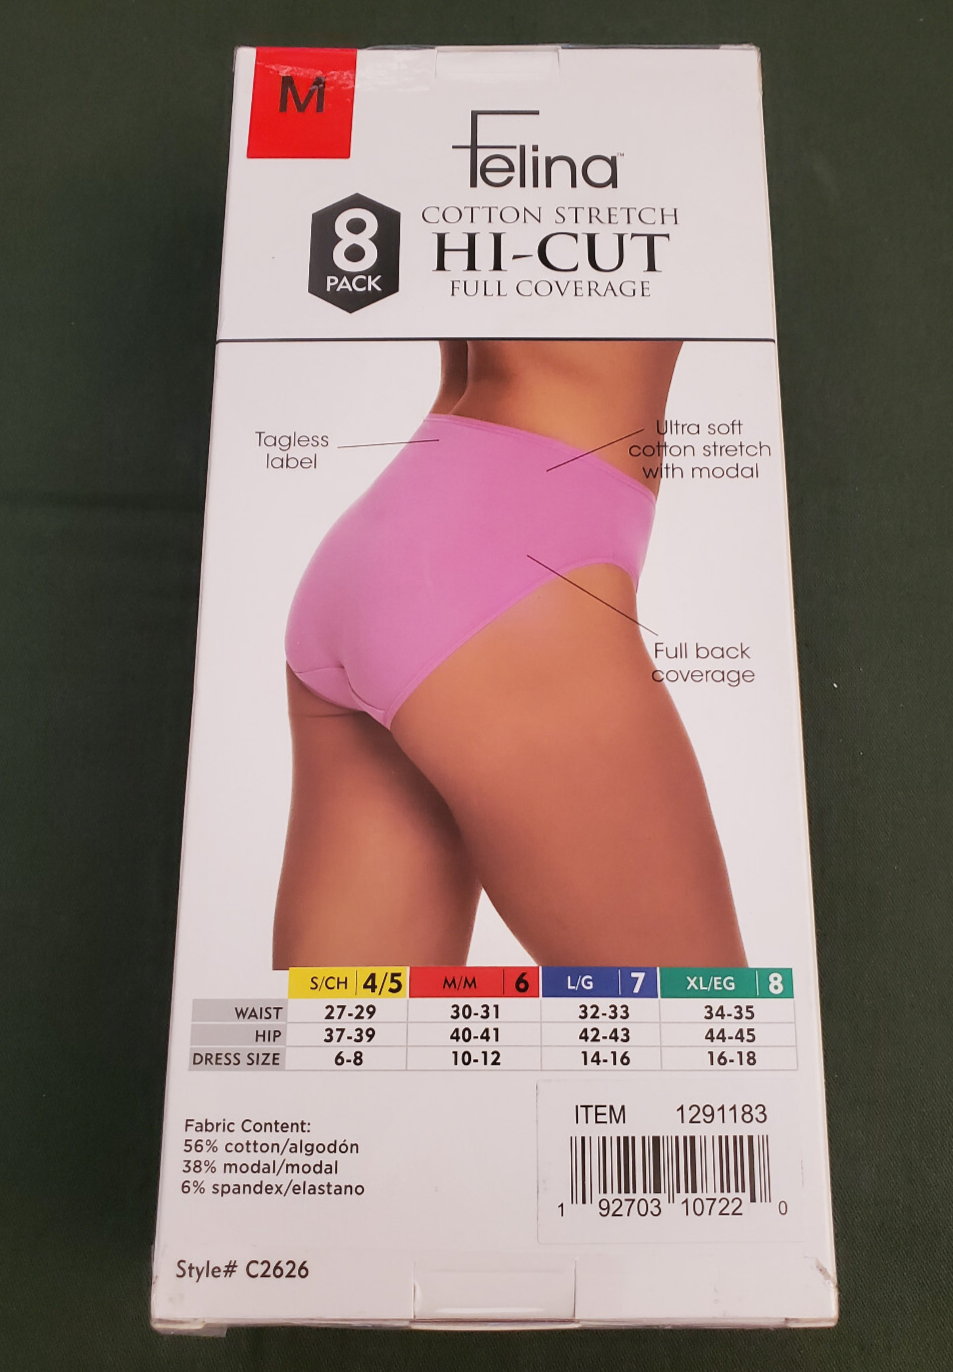 M
Felina™
8
PACK
COTTON STRETCH
HI-CUT
FULL COVERAGE
Tagless
label
Ultra soft
cotton stretch
with modal
Full back
coverage
S/CH 4/5 M/M 6 L/G 7 XL/EG 8
WAIST 27-29 30-31 32-33 34-35
HIP 37-39 40-41 42-43 44-45
DRESS SIZE 6-8 10-12 14-16 16-18
Fabric Content:
56% cotton/algodón
38% modal/modal
6% spandex/elastano
ITEM 1291183
1 92703 10722 0
Style# C2626